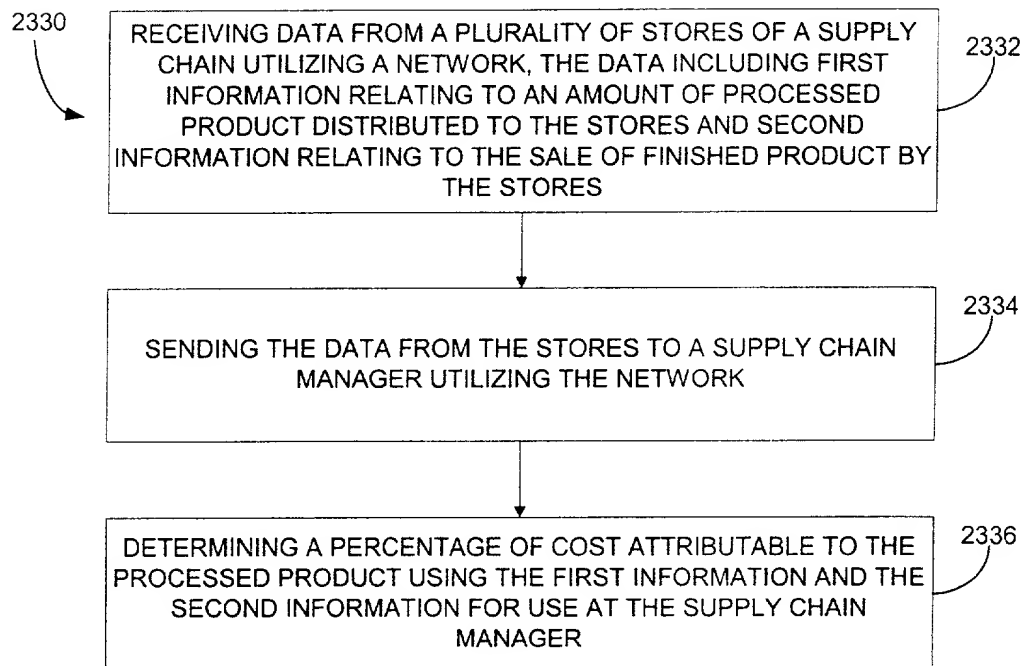 2330
RECEIVING DATA FROM A PLURALITY OF STORES OF A SUPPLY
CHAIN UTILIZING A NETWORK, THE DATA INCLUDING FIRST
INFORMATION RELATING TO AN AMOUNT OF PROCESSED
PRODUCT DISTRIBUTED TO THE STORES AND SECOND
INFORMATION RELATING TO THE SALE OF FINISHED PRODUCT BY
THE STORES
2332
SENDING THE DATA FROM THE STORES TO A SUPPLY CHAIN
MANAGER UTILIZING THE NETWORK
2334
DETERMINING A PERCENTAGE OF COST ATTRIBUTABLE TO THE
PROCESSED PRODUCT USING THE FIRST INFORMATION AND THE
SECOND INFORMATION FOR USE AT THE SUPPLY CHAIN
MANAGER
2336